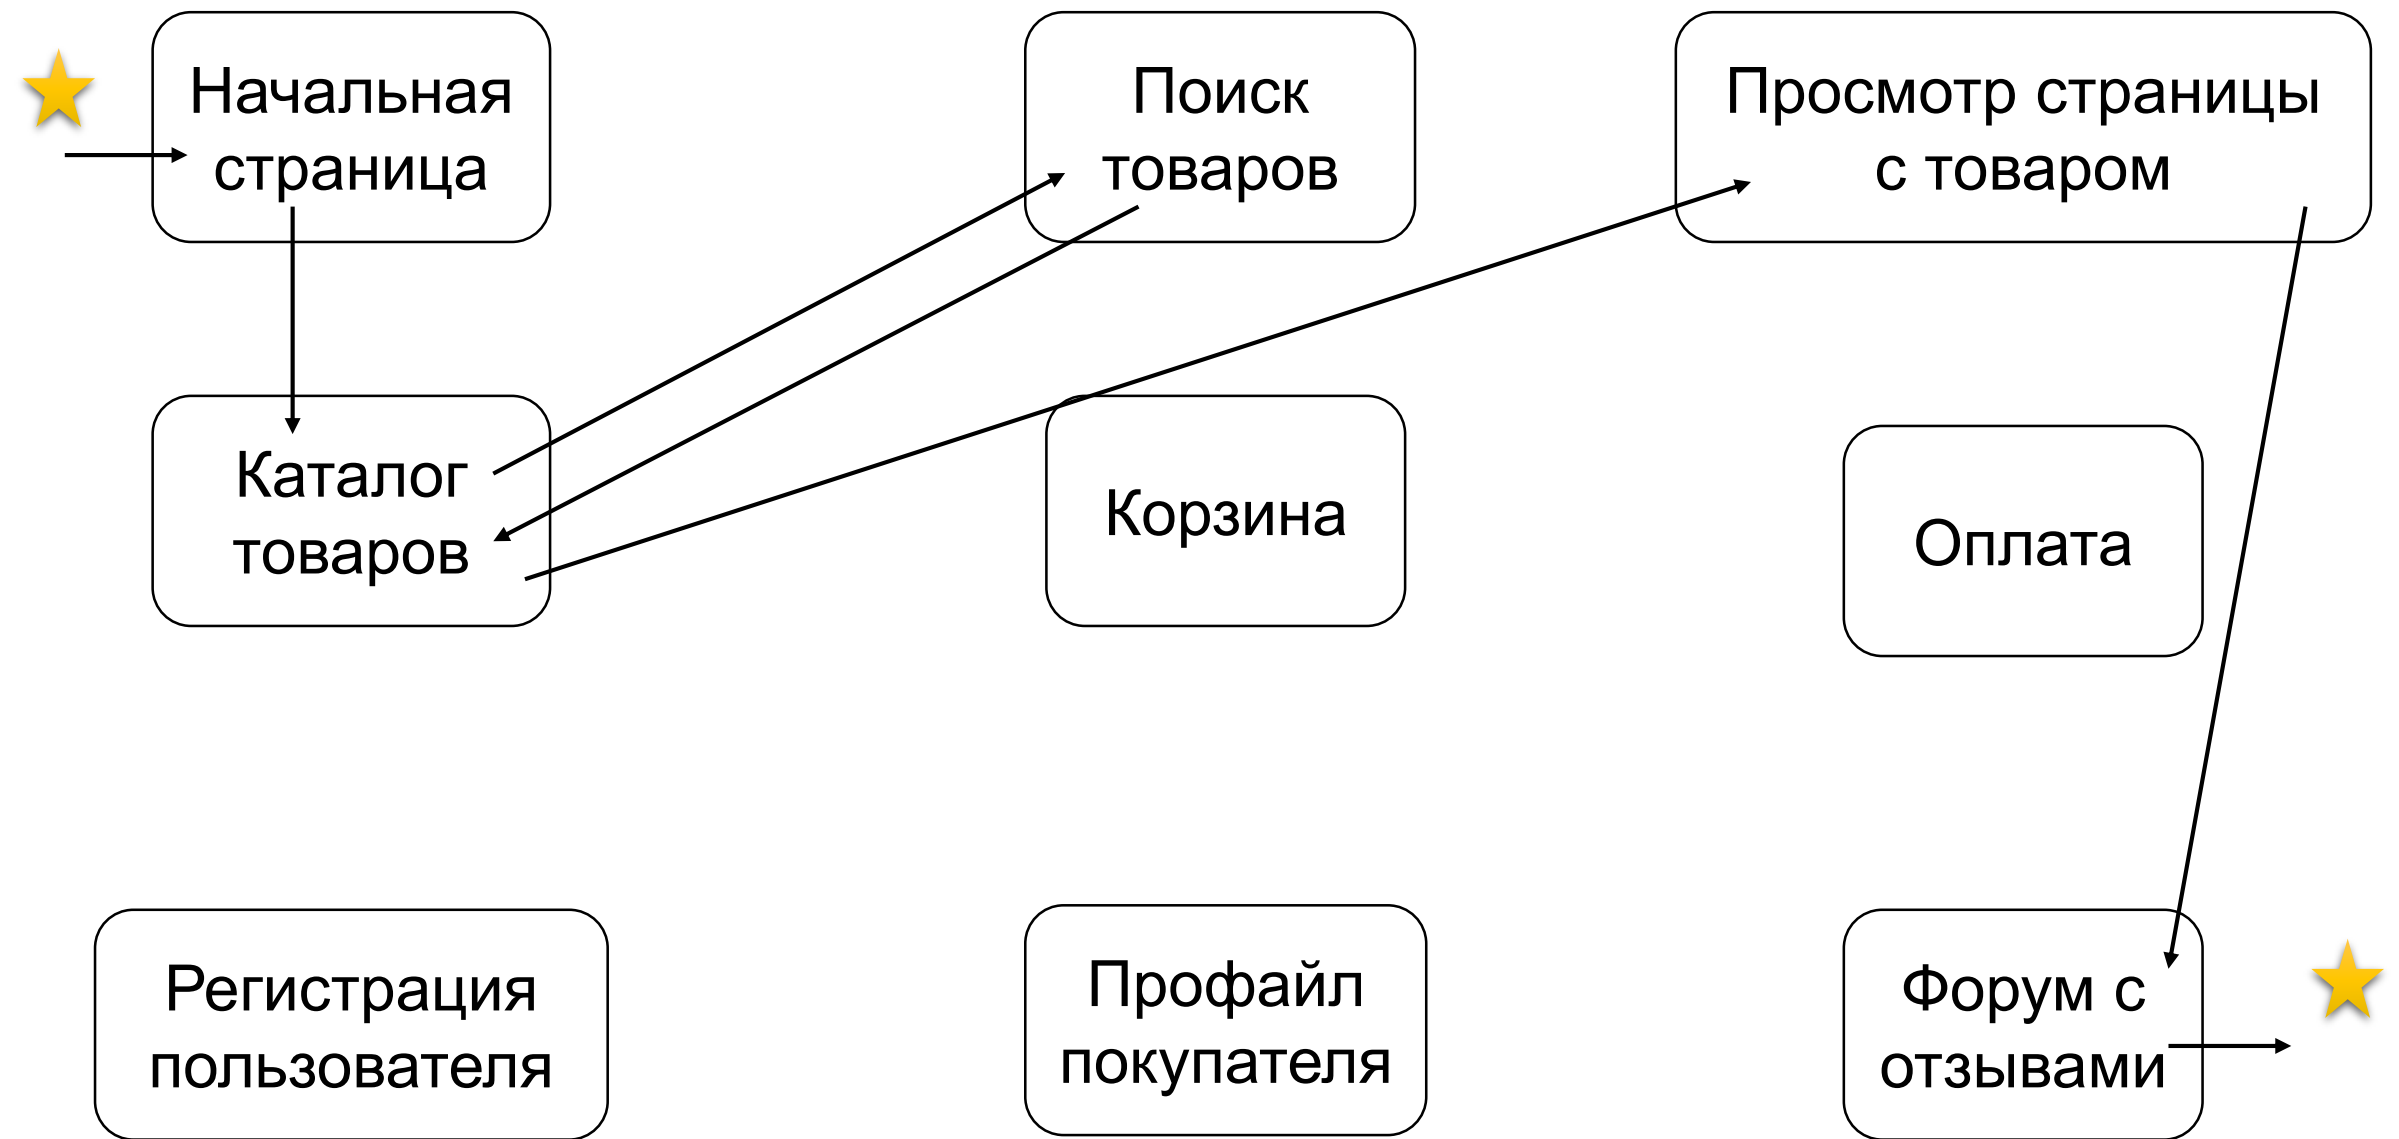 Начальная
страница
Поиск
товаров
Просмотр страницы
с товаром
Каталог
товаров
Корзина
Оплата
Регистрация
пользователя
Профайл
покупателя
Форум с
отзывами